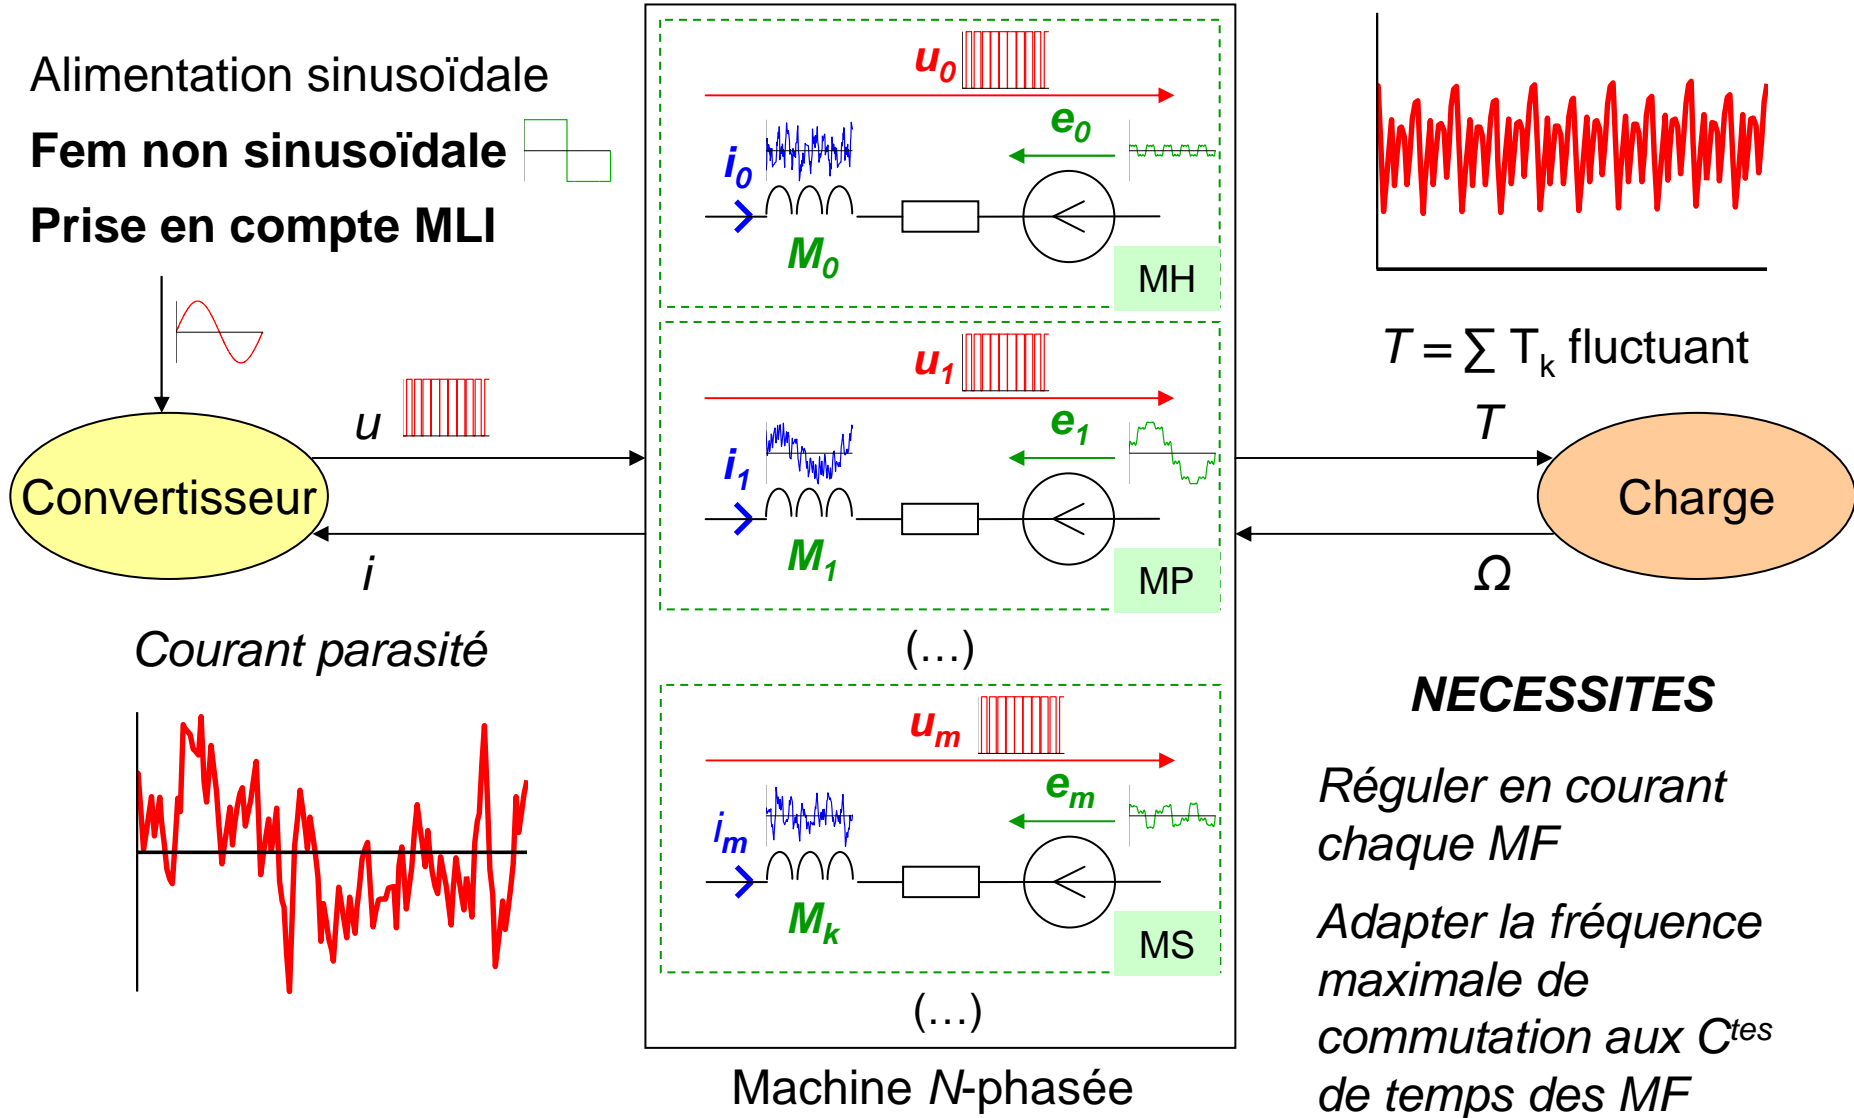 Alimentation sinusoïdale
Fem non sinusoïdale
Prise en compte MLI
Convertisseur
u
i
Courant parasité
u0
e0
i0
M0
MH
u1
e1
i1
M1
MP
(…)
um
em
im
Mk
MS
(…)
Machine N-phasée
T = ∑ Tk fluctuant
T
Charge
Ω
NECESSITES
Réguler en courant
chaque MF
Adapter la fréquence
maximale de
commutation aux Ctes
de temps des MF